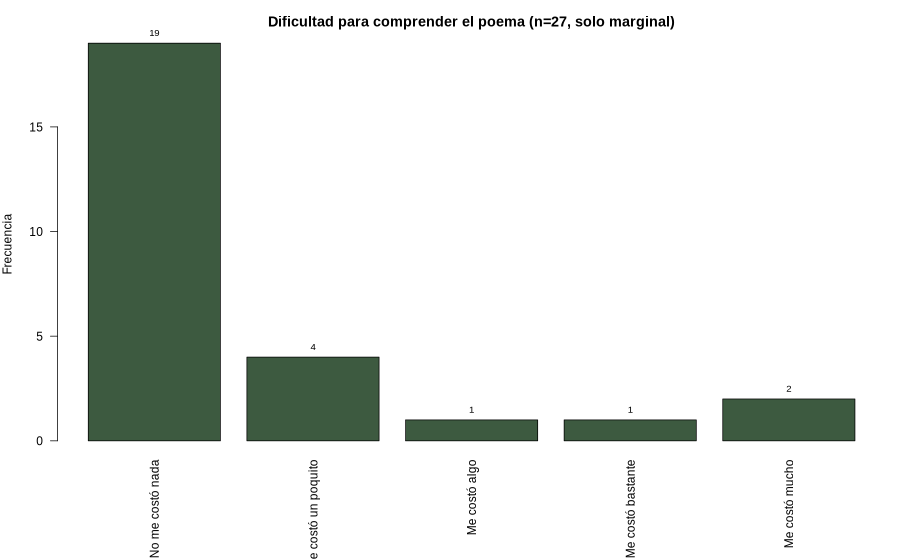 Dificultad para comprender el poema (n=27, solo marginal)
Frecuencia
15
10
5
0
19
4
1
1
2
No me costó nada
e costó un poquito
Me costó algo
Me costó bastante
Me costó mucho